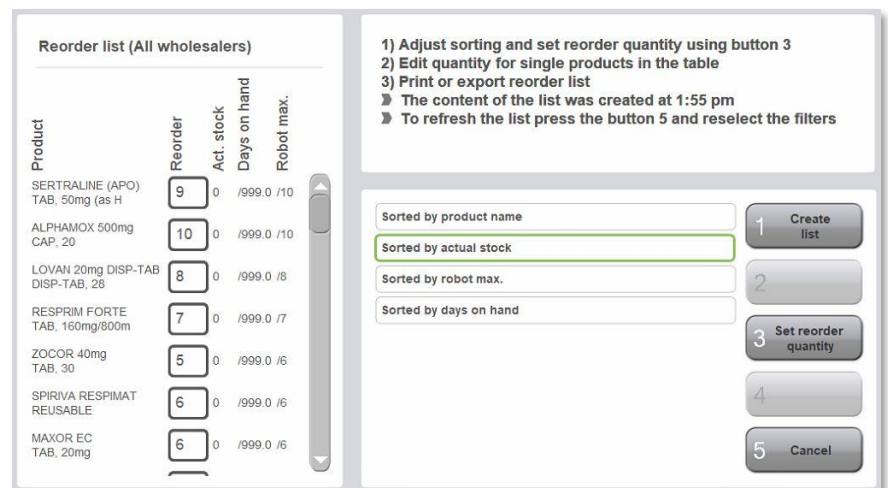 Reorder list (All wholesalers)
Product
Reorder
Act. stock
Days on hand
Robot max.
SERTRALINE (APO) 9 0 /999.0 /10
TAB, 50mg (as H
ALPHAMOX 500mg 10 0 /999.0 /10
CAP, 20
LOVAN 20mg DISP-TAB 8 0 /999.0 /8
DISP-TAB, 28
RESPRIM FORTE 7 0 /999.0 /7
TAB, 160mg/800m
ZOCOR 40mg 5 0 /999.0 /6
TAB, 30
SPIRIVA RESPIMAT 6 0 /999.0 /6
REUSABLE
MAXOR EC 6 0 /999.0 /6
TAB, 20mg
1) Adjust sorting and set reorder quantity using button 3
2) Edit quantity for single products in the table
3) Print or export reorder list
The content of the list was created at 1:55 pm
To refresh the list press the button 5 and reselect the filters
Sorted by product name
Sorted by actual stock
Sorted by robot max.
Sorted by days on hand
1 Create
list
2
3 Set reorder
quantity
4
5 Cancel